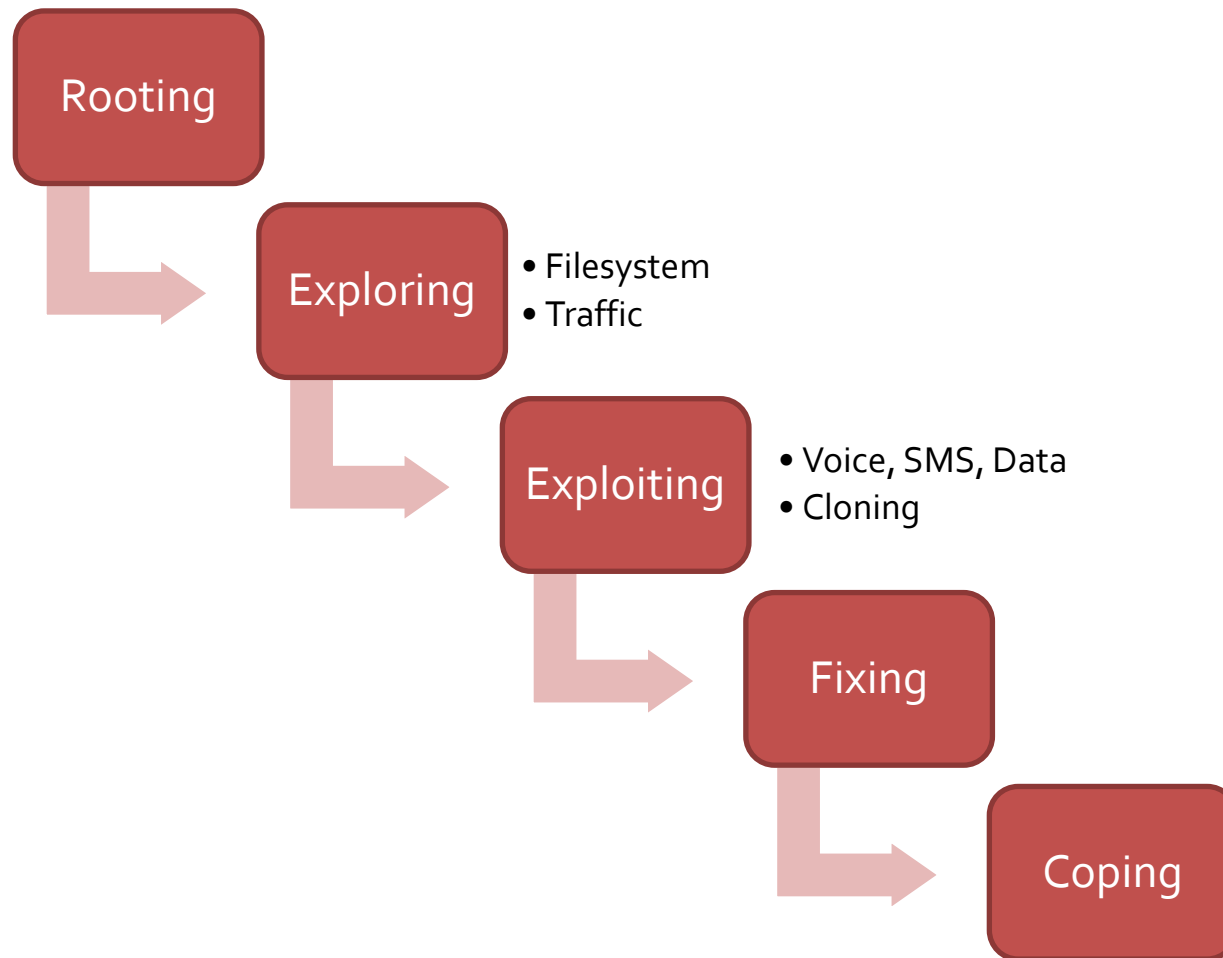 Rooting
Exploring
• Filesystem
• Traffic
Exploiting
• Voice, SMS, Data
• Cloning
Fixing
Coping